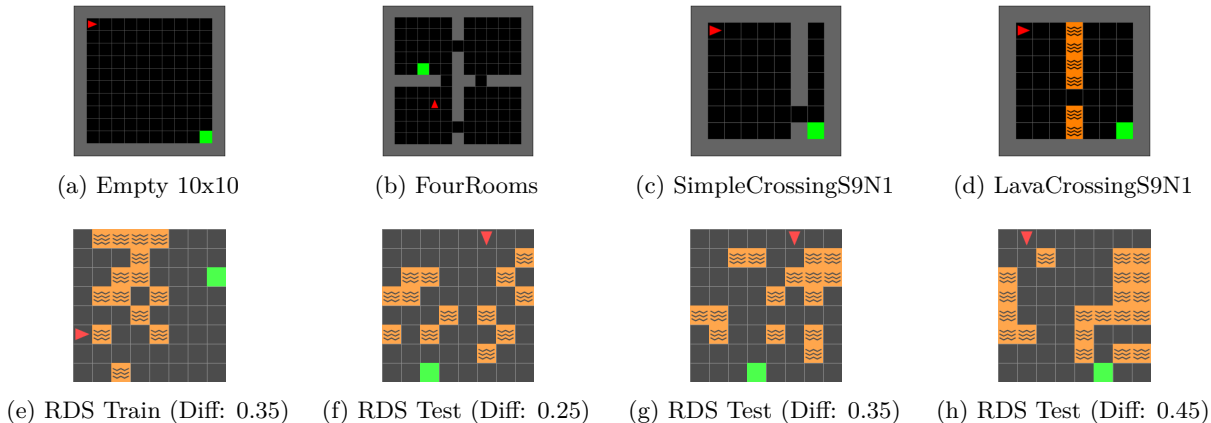 (a) Empty 10x10
(b) FourRooms
(c) SimpleCrossingS9N1
(d) LavaCrossingS9N1
(e) RDS Train (Diff: 0.35)
(f) RDS Test (Diff: 0.25)
(g) RDS Test (Diff: 0.35)
(h) RDS Test (Diff: 0.45)